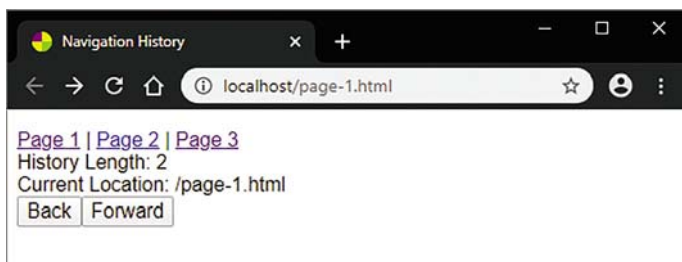 Navigation History
localhost/page-1.html
Page 1 | Page 2 | Page 3
History Length: 2
Current Location: /page-1.html
Back Forward